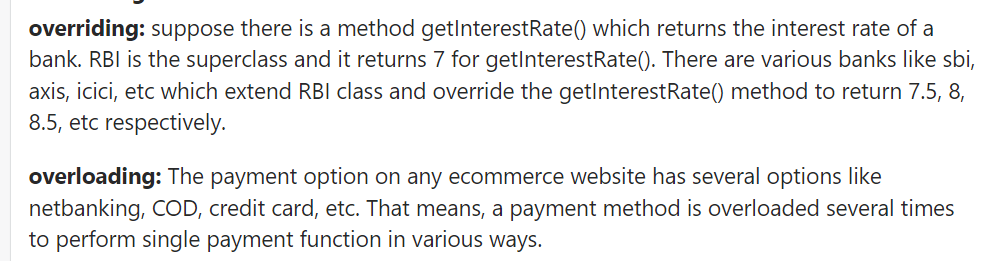 overriding: suppose there is a method getInterestRate() which returns the interest rate of a
bank. RBI is the superclass and it returns 7 for getInterestRate(). There are various banks like sbi,
axis, icici, etc which extend RBI class and override the getInterestRate() method to return 7.5, 8,
8.5, etc respectively.
overloading: The payment option on any ecommerce website has several options like
netbanking, COD, credit card, etc. That means, a payment method is overloaded several times
to perform single payment function in various ways.